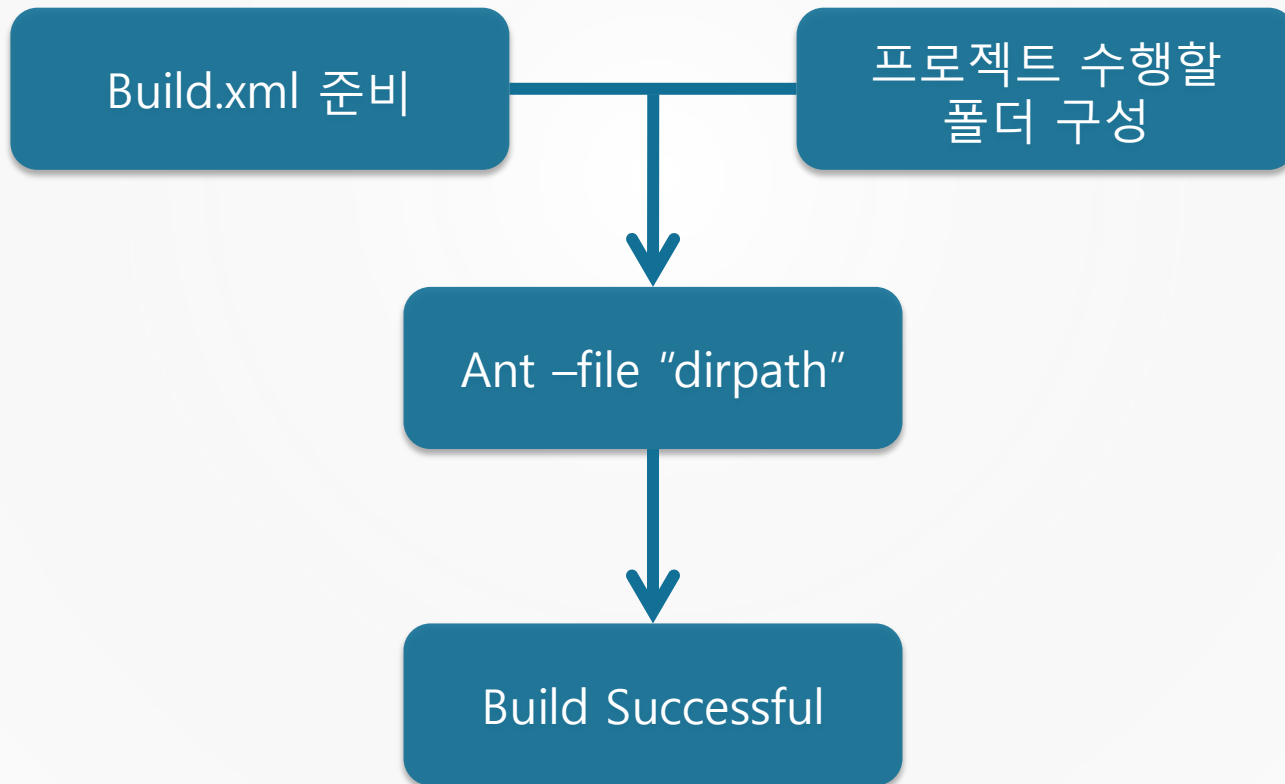 Build.xml 준비
프로젝트 수행할
폴더 구성
Ant –file “dirpath”
Build Successful